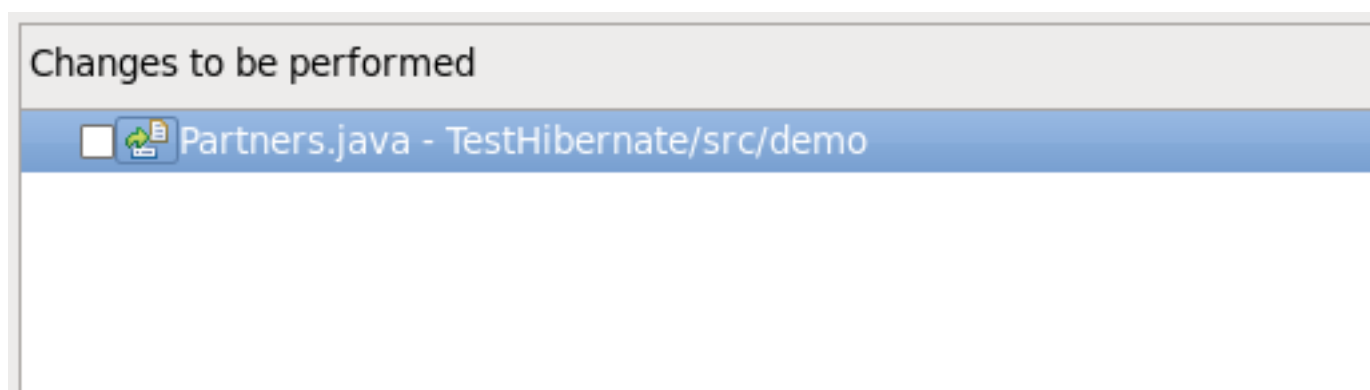 Changes to be performed
Partners.java - TestHibernate/src/demo